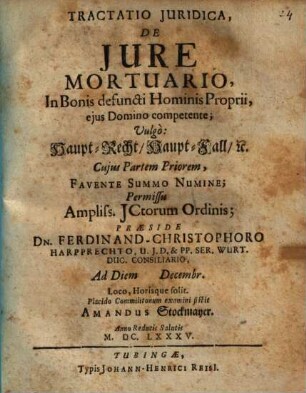 TRACTATIO JURIDICA,
DE
JURE
MORTUARIO,
In Bonis defuncti Hominis Proprii,
ejus Domino competente;
Vulgò:
Haupt-Recht/Haupt-Fall/ꝛc.
Cujus Partem Priorem,
FAVENTE SUMMO NUMINE;
Permissu
Ampliss. JCtorum Ordinis;
PRÆSIDE
DN. FERDINAND-CHRISTOPHORO
HARPPRECHTO, U. J. D. & PP. SER. WURT.
DUC. CONSILIARIO,
Ad Diem Decembr.
Loco, Horisque solit.
Placido Commilitonum examini sistit
AMANDUS Stockmayer.
Anno Redditæ Salutis
M. DC. LXXXV.
TUBINGÆ,
Typis JOHANN-HENRICI REISI.